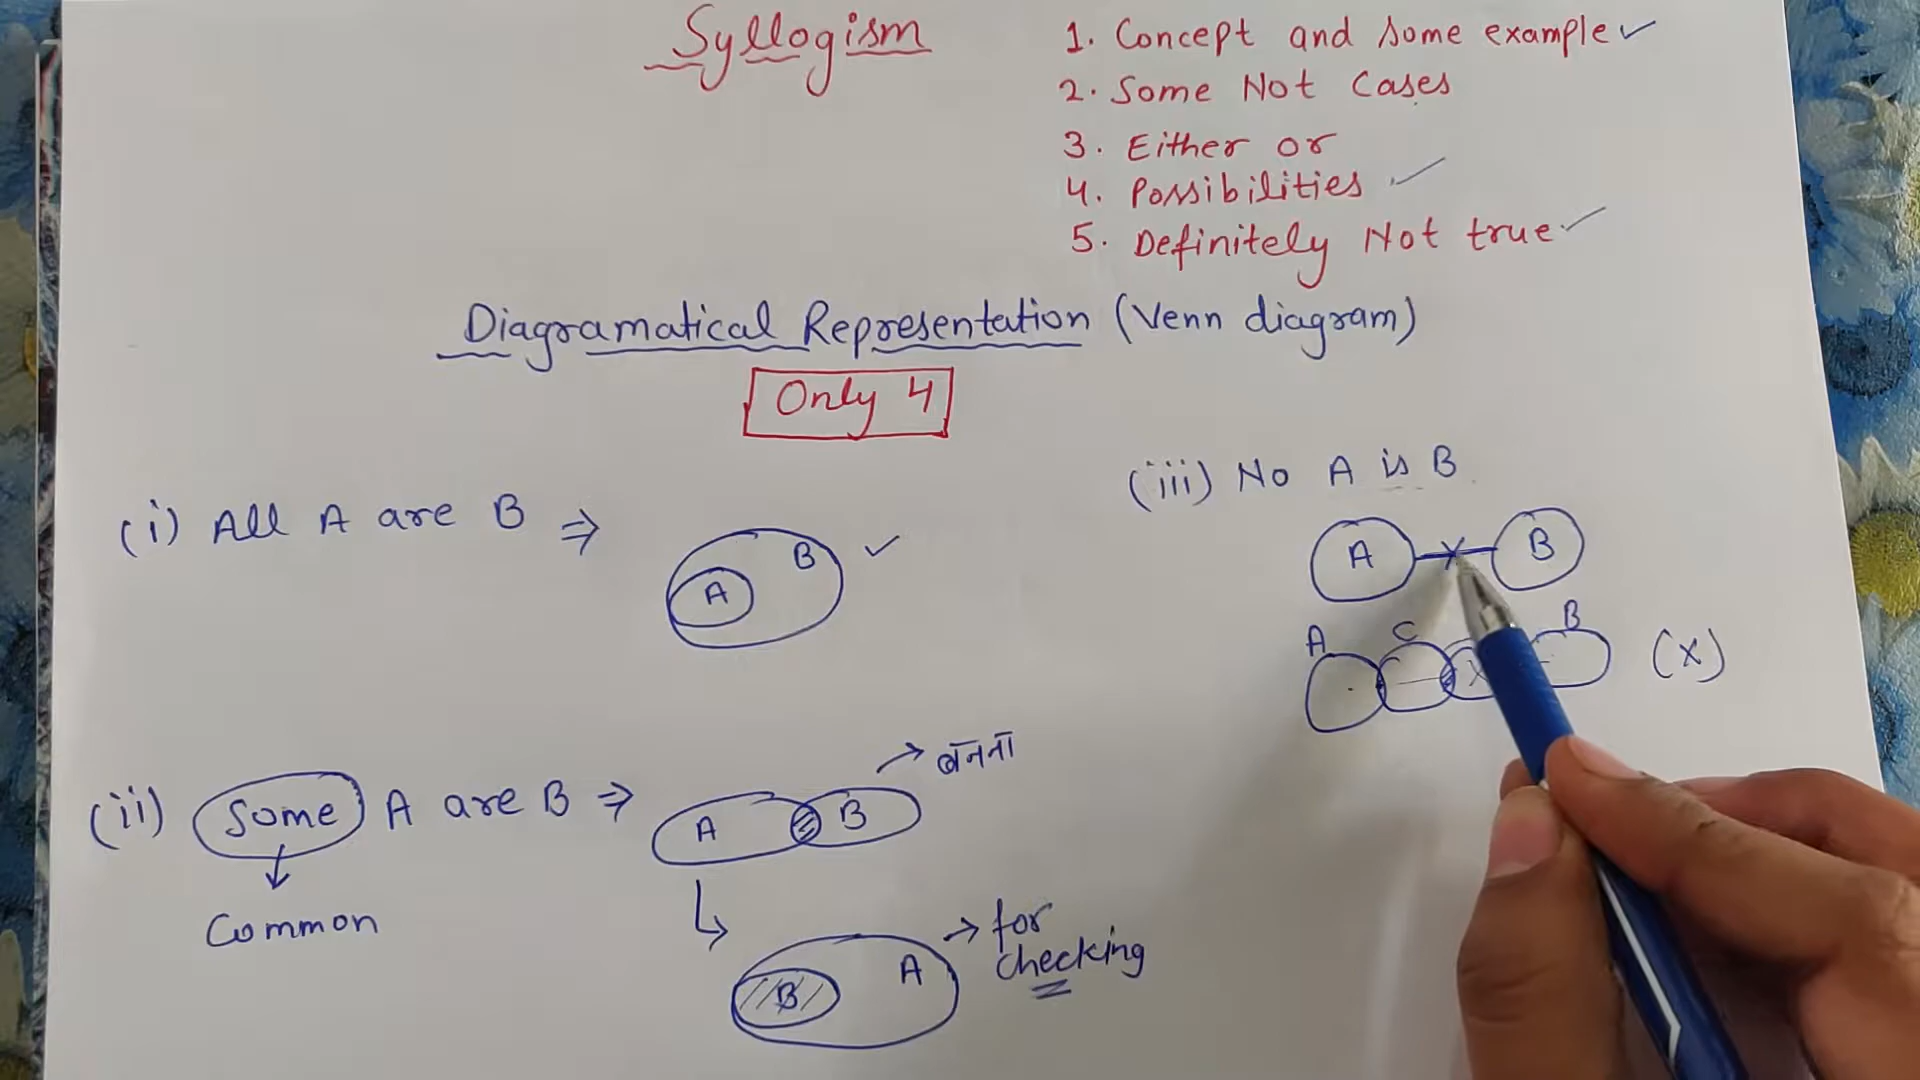 Syllogism
1. Concept and some example ✓
2. Some Not Cases
3. Either or
4. Possibilities ✓
5. Definitely Not true ✓
Diagramatical Representation (Venn diagram)
Only 4
(i) All A are B ⇒
B ✓
A
(ii) Some A are B ⇒
A B
→ बनना
↓
Common
B A
→ for
checking
(iii) No A is B
A X B
A C B
(X)